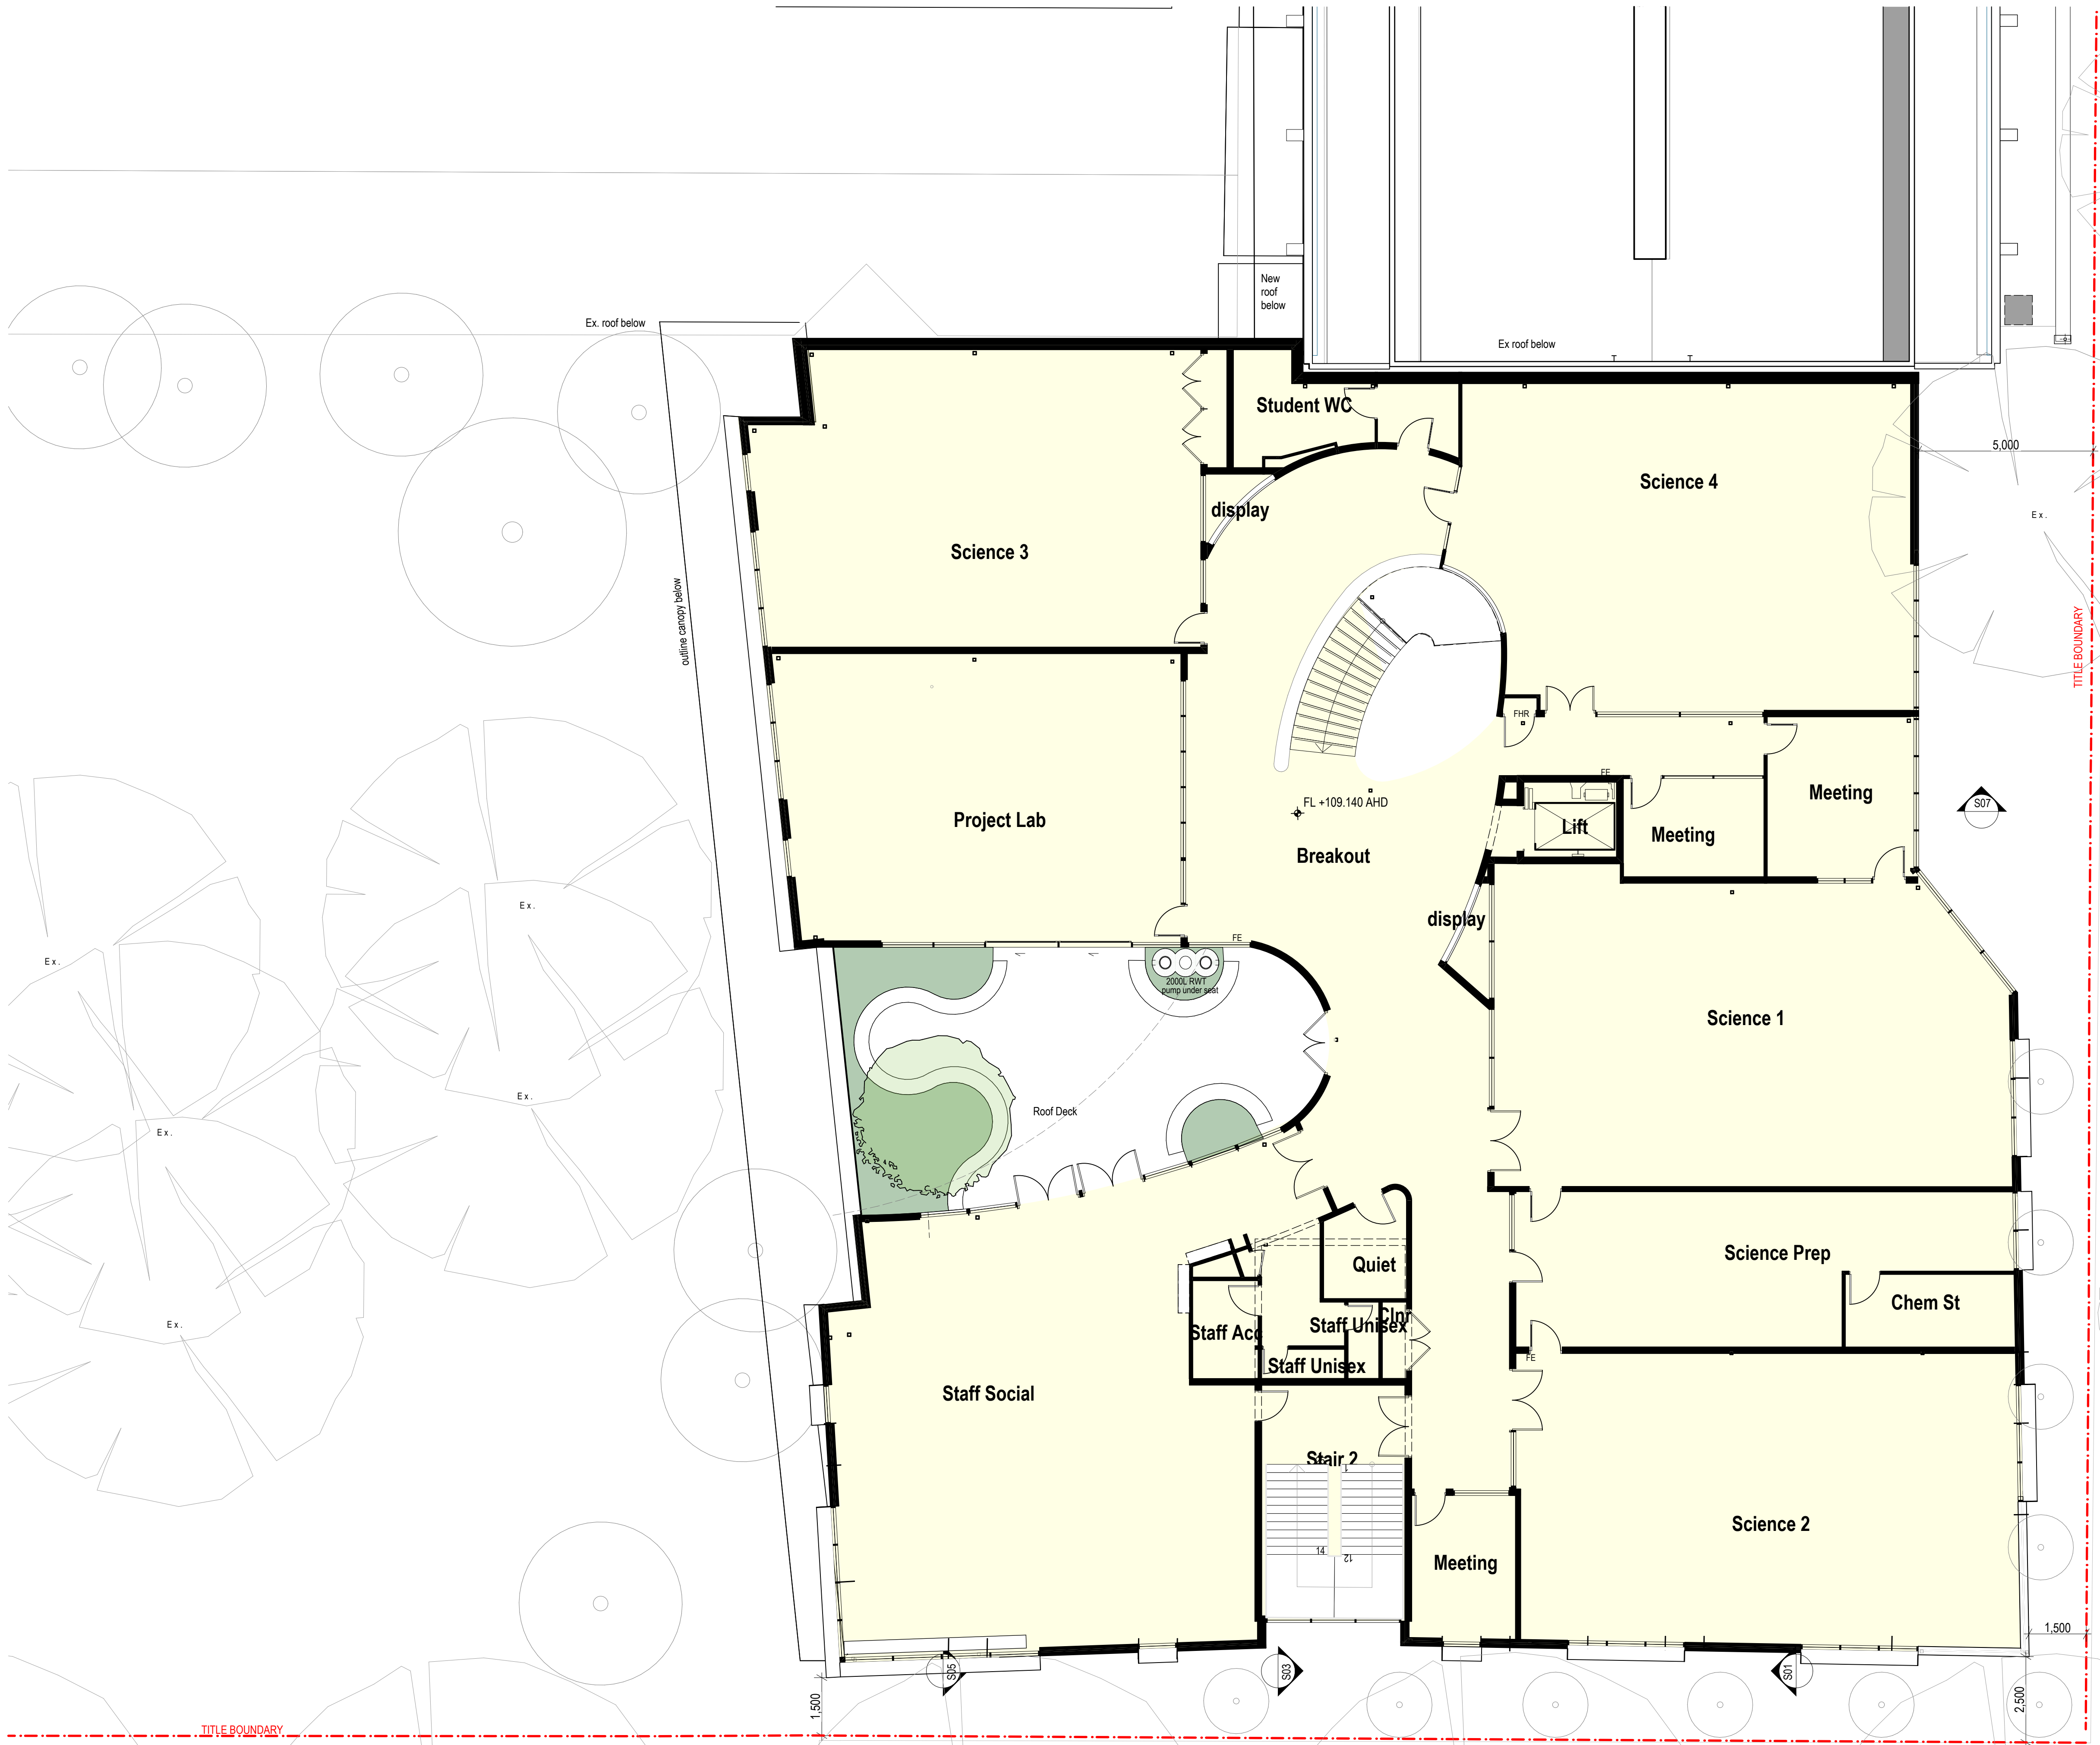 New
roof
below
Ex. roof below
Ex roof below
Student WC
5,000
Science 4
display
Ex.
Science 3
outline canopy below
TITLE BOUNDARY
FHR
FE
Meeting
S07
FL +109.140 AHD
Project Lab
Lift
Meeting
Breakout
Ex.
display
FE
Ex.
2000L RWT
pump under seat
Science 1
Ex.
Roof Deck
Ex.
Science Prep
Quiet
Chem St
Ex.
Staff Acc
Staff Unisex
Clnr
Staff Unisex
FE
Staff Social
Stair 2
1
Science 2
14
12
Meeting
1,500
S05
S03
S01
1,500
2,500
TITLE BOUNDARY